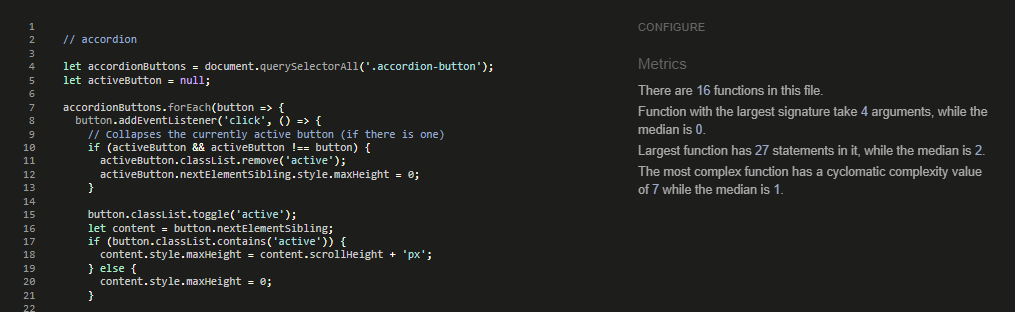 1
2 // accordion
3
4 let accordionButtons = document.querySelectorAll('.accordion-button');
5 let activeButton = null;
6
7 accordionButtons.forEach(button => {
8 button.addEventListener('click', () => {
9 // Collapses the currently active button (if there is one)
10 if (activeButton && activeButton !== button) {
11 activeButton.classList.remove('active');
12 activeButton.nextElementSibling.style.maxHeight = 0;
13 }
14
15 button.classList.toggle('active');
16 let content = button.nextElementSibling;
17 if (button.classList.contains('active')) {
18 content.style.maxHeight = content.scrollHeight + 'px';
19 } else {
20 content.style.maxHeight = 0;
21 }
22
CONFIGURE
Metrics
There are 16 functions in this file.
Function with the largest signature take 4 arguments, while the
median is 0.
Largest function has 27 statements in it, while the median is 2.
The most complex function has a cyclomatic complexity value
of 7 while the median is 1.